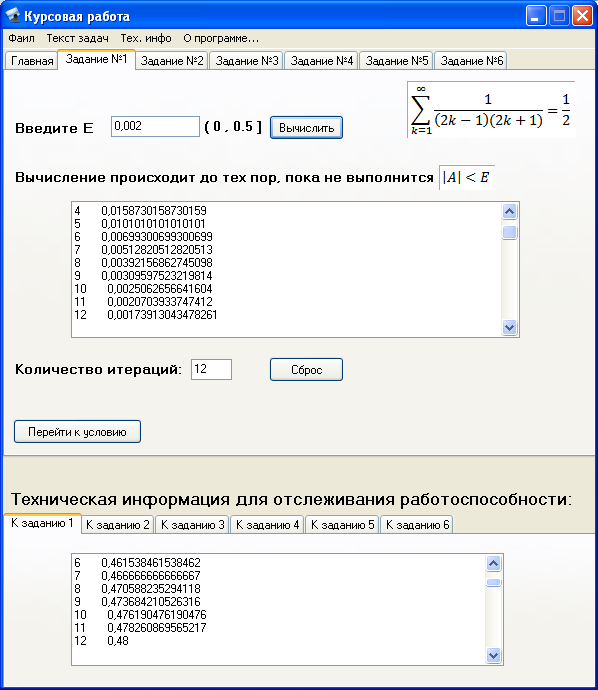 Курсовая работа
Фаил Текст задач Тех. инфо О программе...
Главная Задание №1 Задание №2 Задание №3 Задание №4 Задание №5 Задание №6
Введите E 0,002 ( 0 , 0.5 ] Вычислить
∑_{k=1}^{∞} 1/((2k − 1)(2k + 1)) = 1/2
Вычисление происходит до тех пор, пока не выполнится |A| < E
4 0,0158730158730159
5 0,0101010101010101
6 0,00699300699300699
7 0,00512820512820513
8 0,00392156862745098
9 0,00309597523219814
10 0,0025062656641604
11 0,0020703933747412
12 0,00173913043478261
Количество итераций: 12 Сброс
Перейти к условию
Техническая информация для отслеживания работоспособности:
К заданию 1 К заданию 2 К заданию 3 К заданию 4 К заданию 5 К заданию 6
6 0,461538461538462
7 0,466666666666667
8 0,470588235294118
9 0,473684210526316
10 0,476190476190476
11 0,478260869565217
12 0,48